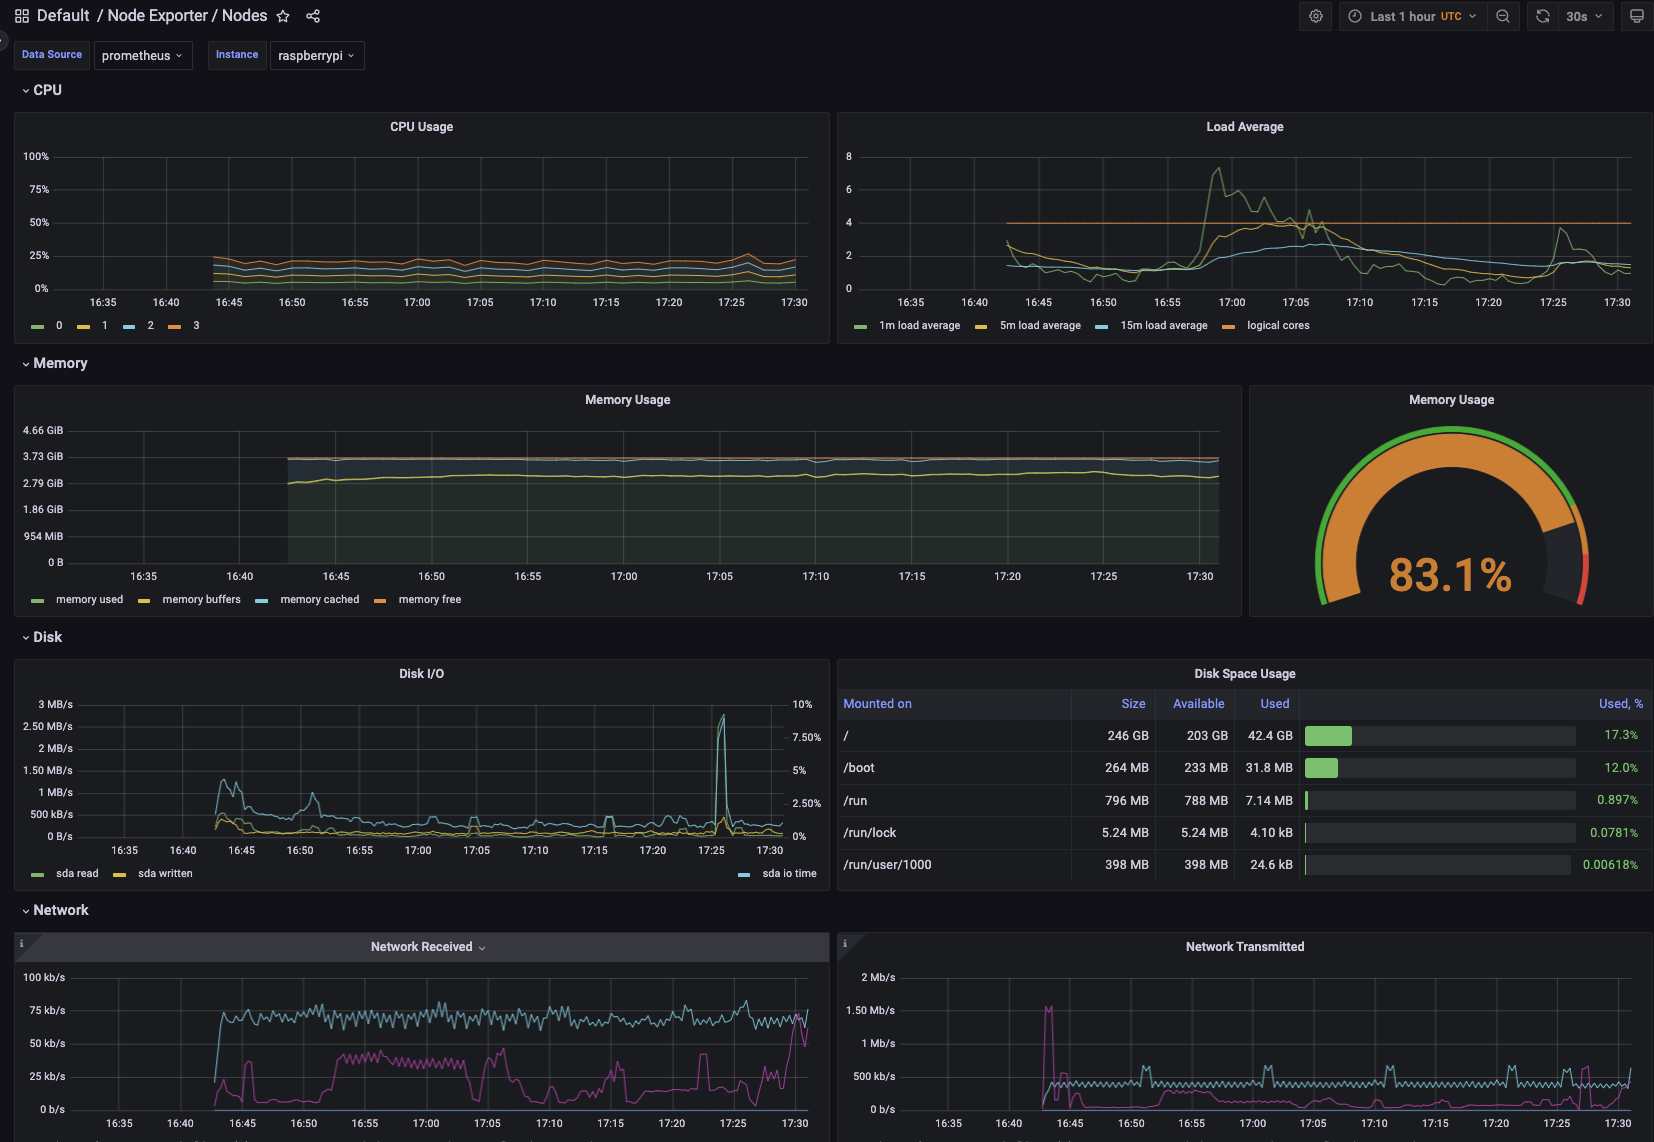 Default / Node Exporter / Nodes
Last 1 hour UTC
30s
Data Source prometheus Instance raspberrypi
CPU
CPU Usage
100%
75%
50%
25%
0%
16:35 16:40 16:45 16:50 16:55 17:00 17:05 17:10 17:15 17:20 17:25 17:30
0 1 2 3
Load Average
8
6
4
2
0
16:35 16:40 16:45 16:50 16:55 17:00 17:05 17:10 17:15 17:20 17:25 17:30
1m load average 5m load average 15m load average logical cores
Memory
Memory Usage
4.66 GiB
3.73 GiB
2.79 GiB
1.86 GiB
954 MiB
0 B
16:35 16:40 16:45 16:50 16:55 17:00 17:05 17:10 17:15 17:20 17:25 17:30
memory used memory buffers memory cached memory free
Memory Usage
83.1%
Disk
Disk I/O
3 MB/s
2.50 MB/s
2 MB/s
1.50 MB/s
1 MB/s
500 kB/s
0 B/s
10%
7.50%
5%
2.50%
0%
16:35 16:40 16:45 16:50 16:55 17:00 17:05 17:10 17:15 17:20 17:25 17:30
sda read sda written sda io time
Disk Space Usage
Mounted on Size Available Used Used, %
/ 246 GB 203 GB 42.4 GB 17.3%
/boot 264 MB 233 MB 31.8 MB 12.0%
/run 796 MB 788 MB 7.14 MB 0.897%
/run/lock 5.24 MB 5.24 MB 4.10 kB 0.0781%
/run/user/1000 398 MB 398 MB 24.6 kB 0.00618%
Network
i
Network Received
100 kb/s
75 kb/s
50 kb/s
25 kb/s
0 b/s
16:35 16:40 16:45 16:50 16:55 17:00 17:05 17:10 17:15 17:20 17:25 17:30
i
Network Transmitted
2 Mb/s
1.50 Mb/s
1 Mb/s
500 kb/s
0 b/s
16:35 16:40 16:45 16:50 16:55 17:00 17:05 17:10 17:15 17:20 17:25 17:30